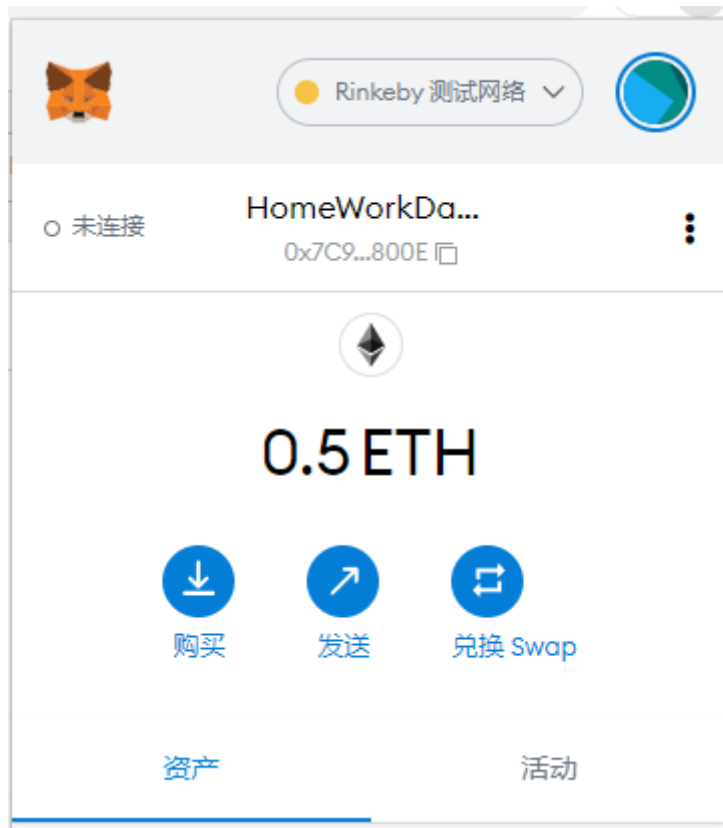 Rinkeby 测试网络
未连接
HomeWorkDa...
0x7C9...800E
0.5 ETH
购买
发送
兑换 Swap
资产
活动